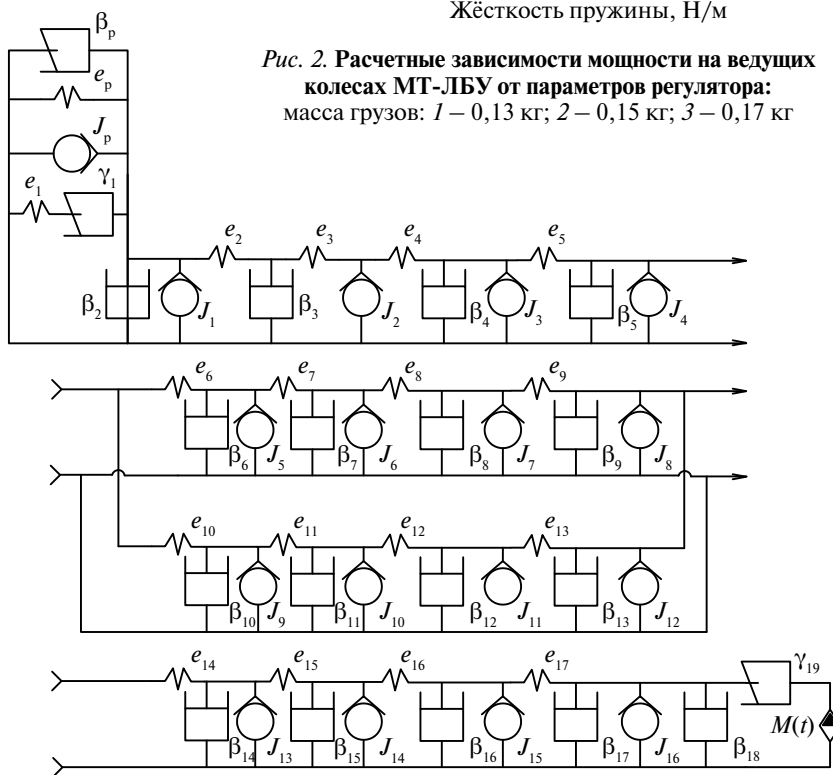 Жёсткость пружины, Н/м
Рис. 2. Расчетные зависимости мощности на ведущих
колесах МТ-ЛБУ от параметров регулятора:
масса грузов: 1 – 0,13 кг; 2 – 0,15 кг; 3 – 0,17 кг
βр
eр
Jр
e1 γ1
e2 e3 e4 e5
β2 J1 β3 J2 β4 J3 β5 J4
e6 e7 e8 e9
β6 J5 β7 J6 β8 J7 β9 J8
e10 e11 e12 e13
β10 J9 β11 J10 β12 J11 β13 J12
e14 e15 e16 e17 γ19
M(t)
β14 J13 β15 J14 β16 J15 β17 J16 β18